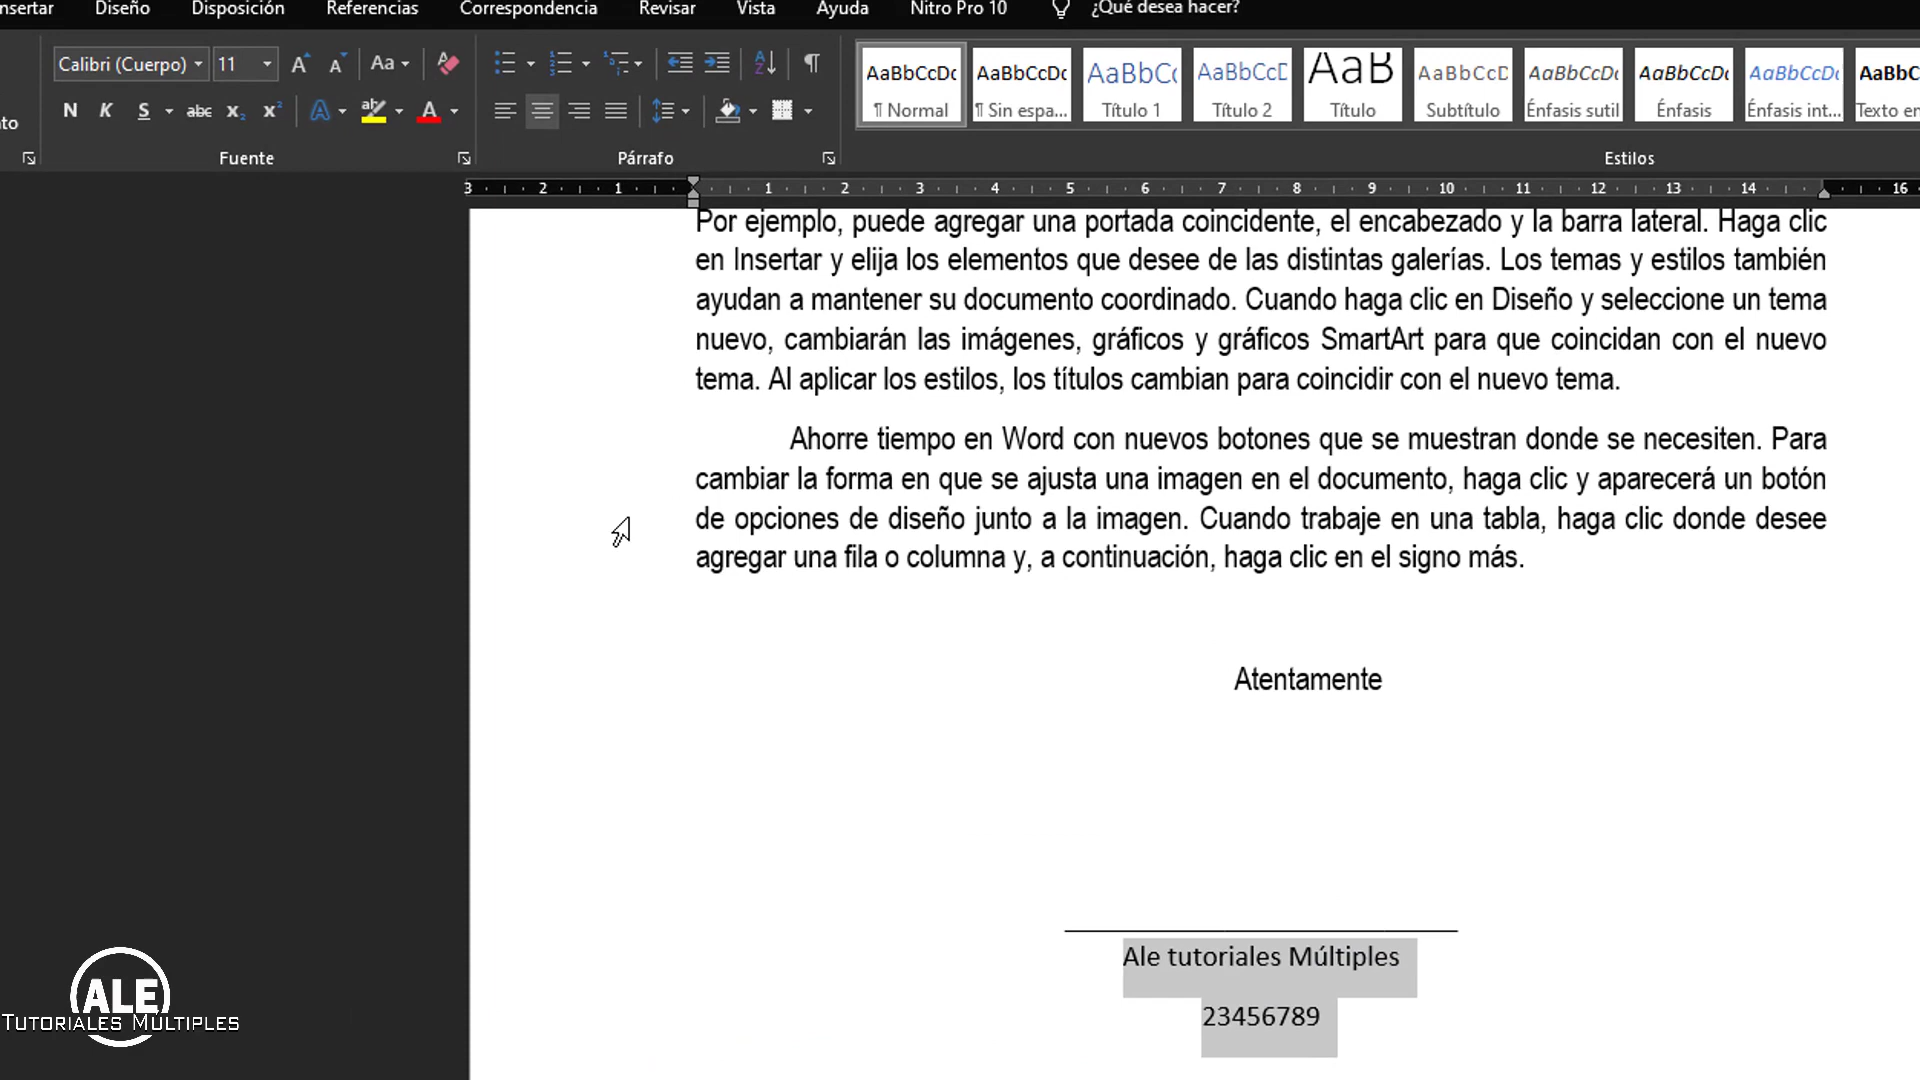 nsertar Diseño Disposición Referencias Correspondencia Revisar Vista Ayuda Nitro Pro 10 ¿Qué desea hacer?
Calibri (Cuerpo) 11 Aa
AaBbCcDc AaBbCcDc AaBbCc AaBbCcD AaB AaBbCcD AaBbCcDc AaBbCcDc AaBbCcDc AaBbCc
N K S abc x₂ x² A ab A
¶ Normal ¶ Sin espa... Título 1 Título 2 Título Subtítulo Énfasis sutil Énfasis Énfasis int... Texto en
to
Fuente Párrafo Estilos
3 2 1 1 2 3 4 5 6 7 8 9 10 11 12 13 14 16
Por ejemplo, puede agregar una portada coincidente, el encabezado y la barra lateral. Haga clic
en Insertar y elija los elementos que desee de las distintas galerías. Los temas y estilos también
ayudan a mantener su documento coordinado. Cuando haga clic en Diseño y seleccione un tema
nuevo, cambiarán las imágenes, gráficos y gráficos SmartArt para que coincidan con el nuevo
tema. Al aplicar los estilos, los títulos cambian para coincidir con el nuevo tema.
Ahorre tiempo en Word con nuevos botones que se muestran donde se necesiten. Para
cambiar la forma en que se ajusta una imagen en el documento, haga clic y aparecerá un botón
de opciones de diseño junto a la imagen. Cuando trabaje en una tabla, haga clic donde desee
agregar una fila o columna y, a continuación, haga clic en el signo más.
Atentamente
Ale tutoriales Múltiples
23456789
ALE
TUTORIALES MULTIPLES